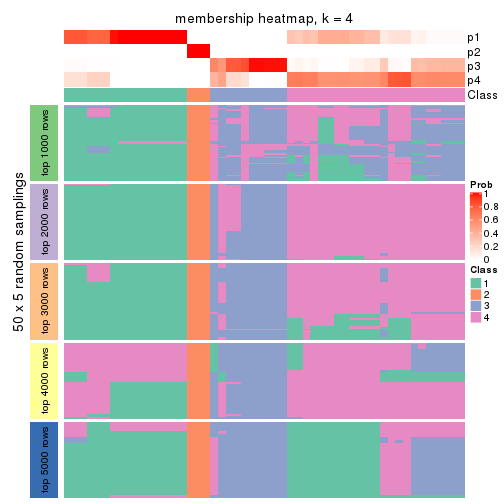 membership heatmap, k = 4
p1
p2
p3
p4
Class
50 x 5 random samplings
top 1000 rows
top 2000 rows
top 3000 rows
top 4000 rows
top 5000 rows
Prob
1
0.8
0.6
0.4
0.2
0
Class
1
2
3
4